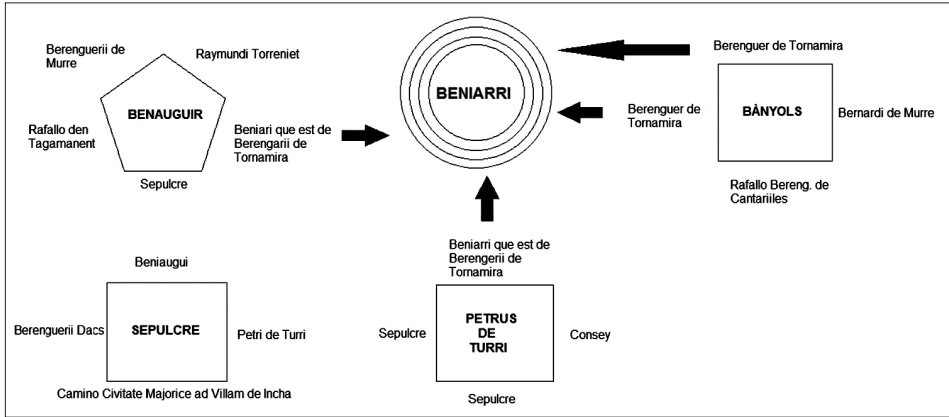 Berenguerii de
Murre
Raymundi Torreniet
BENAUGUIR
Rafallo den
Tagamanent
Beniari que est de
Berengarii de
Tornamira
Sepulcre
BENIARRI
Berenguer de Tornamira
Berenguer de
Tornamira
BÀNYOLS
Bernardi de Murre
Rafallo Bereng. de
Cantariiles
Beniaugui
Berenguerii Dacs
SEPULCRE
Petri de Turri
Camino Civitate Majorice ad Villam de Incha
Beniarri que est de
Berengerii de
Tornamira
Sepulcre
PETRUS
DE
TURRI
Consey
Sepulcre